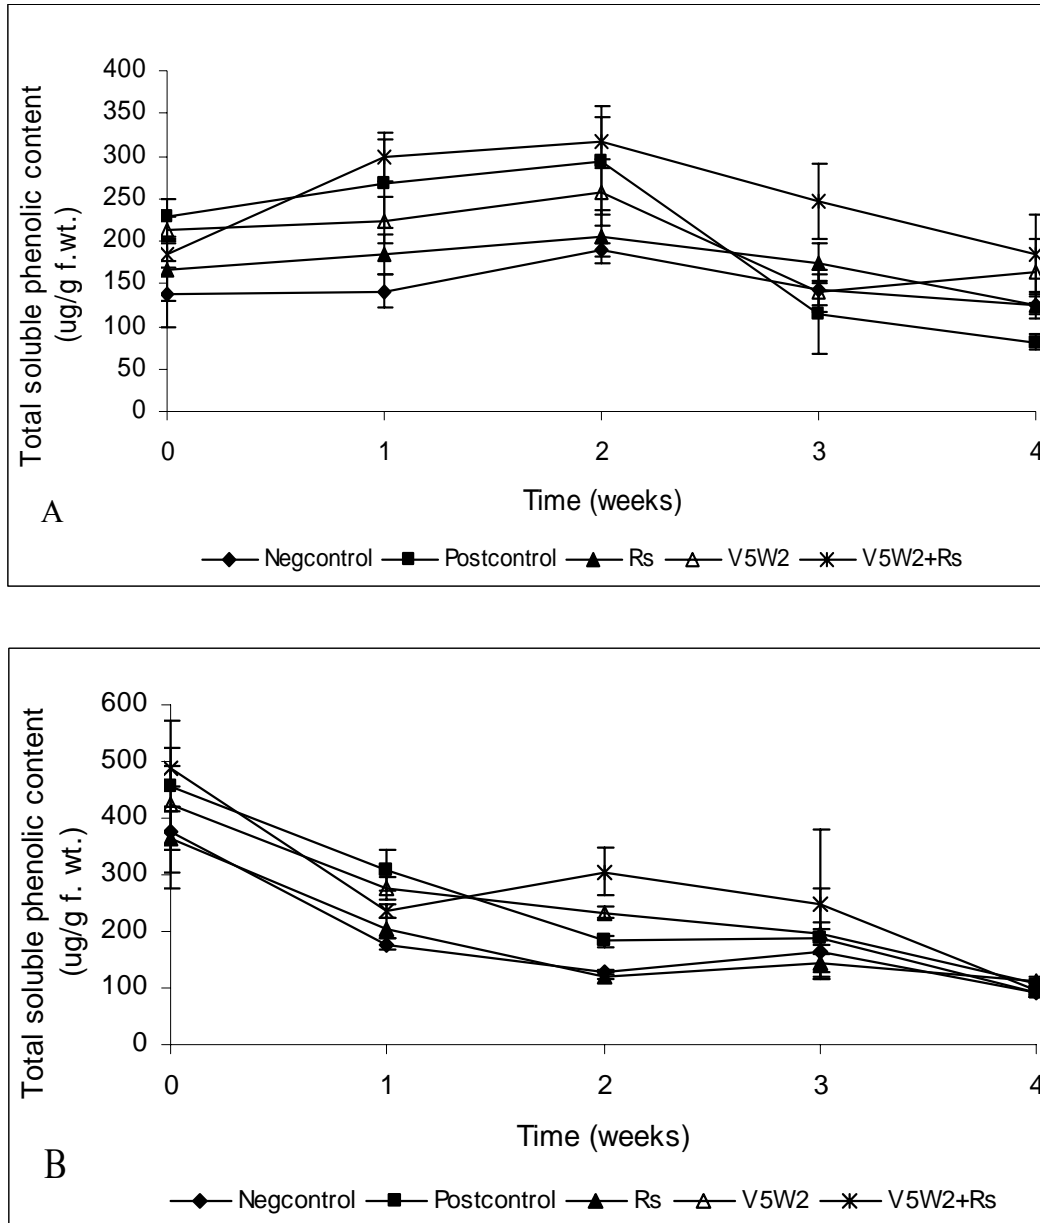 Total soluble phenolic content
(ug/g f.wt.)
400
350
300
250
200
150
100
50
0
0 1 2 3 4
Time (weeks)
A
Negcontrol Postcontrol Rs V5W2 V5W2+Rs
Total soluble phenolic content
(ug/g f. wt.)
600
500
400
300
200
100
0
0 1 2 3 4
Time (weeks)
B
Negcontrol Postcontrol Rs V5W2 V5W2+Rs